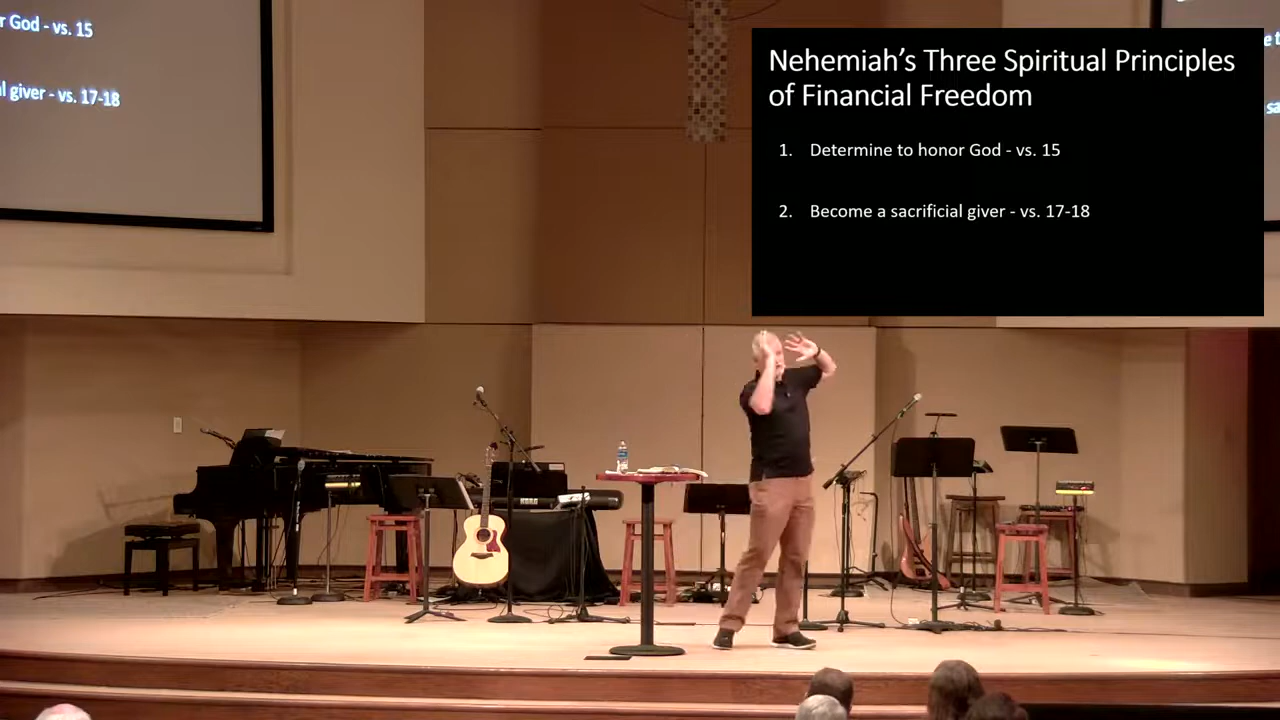 r God - vs. 15
giver - vs. 17-18
Nehemiah's Three Spiritual Principles
of Financial Freedom
1. Determine to honor God - vs. 15
2. Become a sacrificial giver - vs. 17-18
KORG